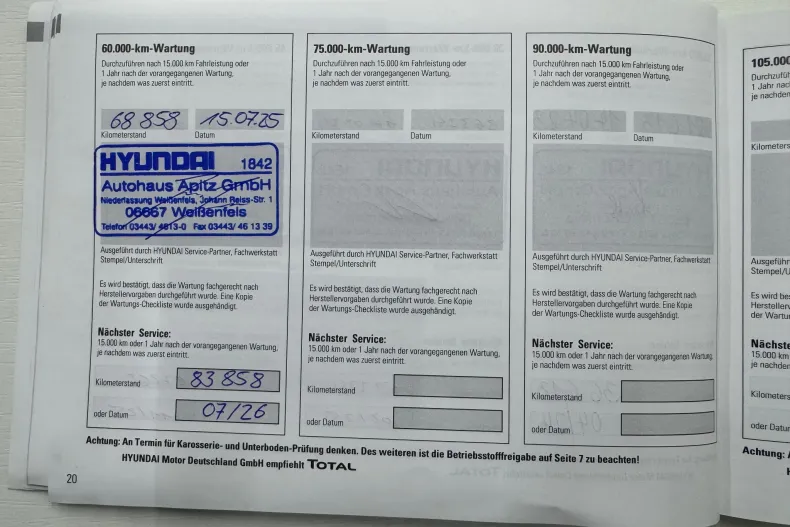 60.000-km-Wartung
Durchzuführen nach 15.000 km Fahrleistung oder
1 Jahr nach der vorangegangenen Wartung,
je nachdem was zuerst eintritt.
68 858 15.07.25
Kilometerstand Datum
HYUNDAI 1842
Autohaus Apitz GmbH
Niederlassung Weißenfels, Johann Reiss-Str. 1
06667 Weißenfels
Telefon 03443/ 4613-0 Fax 03443/ 46 13 39
Ausgeführt durch HYUNDAI Service-Partner, Fachwerkstatt
Stempel/Unterschrift
Es wird bestätigt, dass die Wartung fachgerecht nach
Herstellervorgaben durchgeführt wurde. Eine Kopie
der Wartungs-Checkliste wurde ausgehändigt.
Nächster Service:
15.000 km oder 1 Jahr nach der vorangegangenen Wartung,
je nachdem was zuerst eintritt.
Kilometerstand 83 858
oder Datum 07/26
75.000-km-Wartung
Durchzuführen nach 15.000 km Fahrleistung oder
1 Jahr nach der vorangegangenen Wartung,
je nachdem was zuerst eintritt.
Kilometerstand Datum
Ausgeführt durch HYUNDAI Service-Partner, Fachwerkstatt
Stempel/Unterschrift
Es wird bestätigt, dass die Wartung fachgerecht nach
Herstellervorgaben durchgeführt wurde. Eine Kopie
der Wartungs-Checkliste wurde ausgehändigt.
Nächster Service:
15.000 km oder 1 Jahr nach der vorangegangenen Wartung,
je nachdem was zuerst eintritt.
Kilometerstand
oder Datum
90.000-km-Wartung
Durchzuführen nach 15.000 km Fahrleistung oder
1 Jahr nach der vorangegangenen Wartung,
je nachdem was zuerst eintritt.
Kilometerstand Datum
Ausgeführt durch HYUNDAI Service-Partner, Fachwerkstatt
Stempel/Unterschrift
Es wird bestätigt, dass die Wartung fachgerecht nach
Herstellervorgaben durchgeführt wurde. Eine Kopie
der Wartungs-Checkliste wurde ausgehändigt.
Nächster Service:
15.000 km oder 1 Jahr nach der vorangegangenen Wartung,
je nachdem was zuerst eintritt.
Kilometerstand
oder Datum
Achtung: An Termin für Karosserie- und Unterboden-Prüfung denken. Des weiteren ist die Betriebsstofffreigabe auf Seite 7 zu beachten!
HYUNDAI Motor Deutschland GmbH empfiehlt TOTAL
20
105.000
1 Jahr nach
je nachdem
Stempel/Unt
der Wartu
15.000 km
je nachdem
oder Datum
Achtung: A